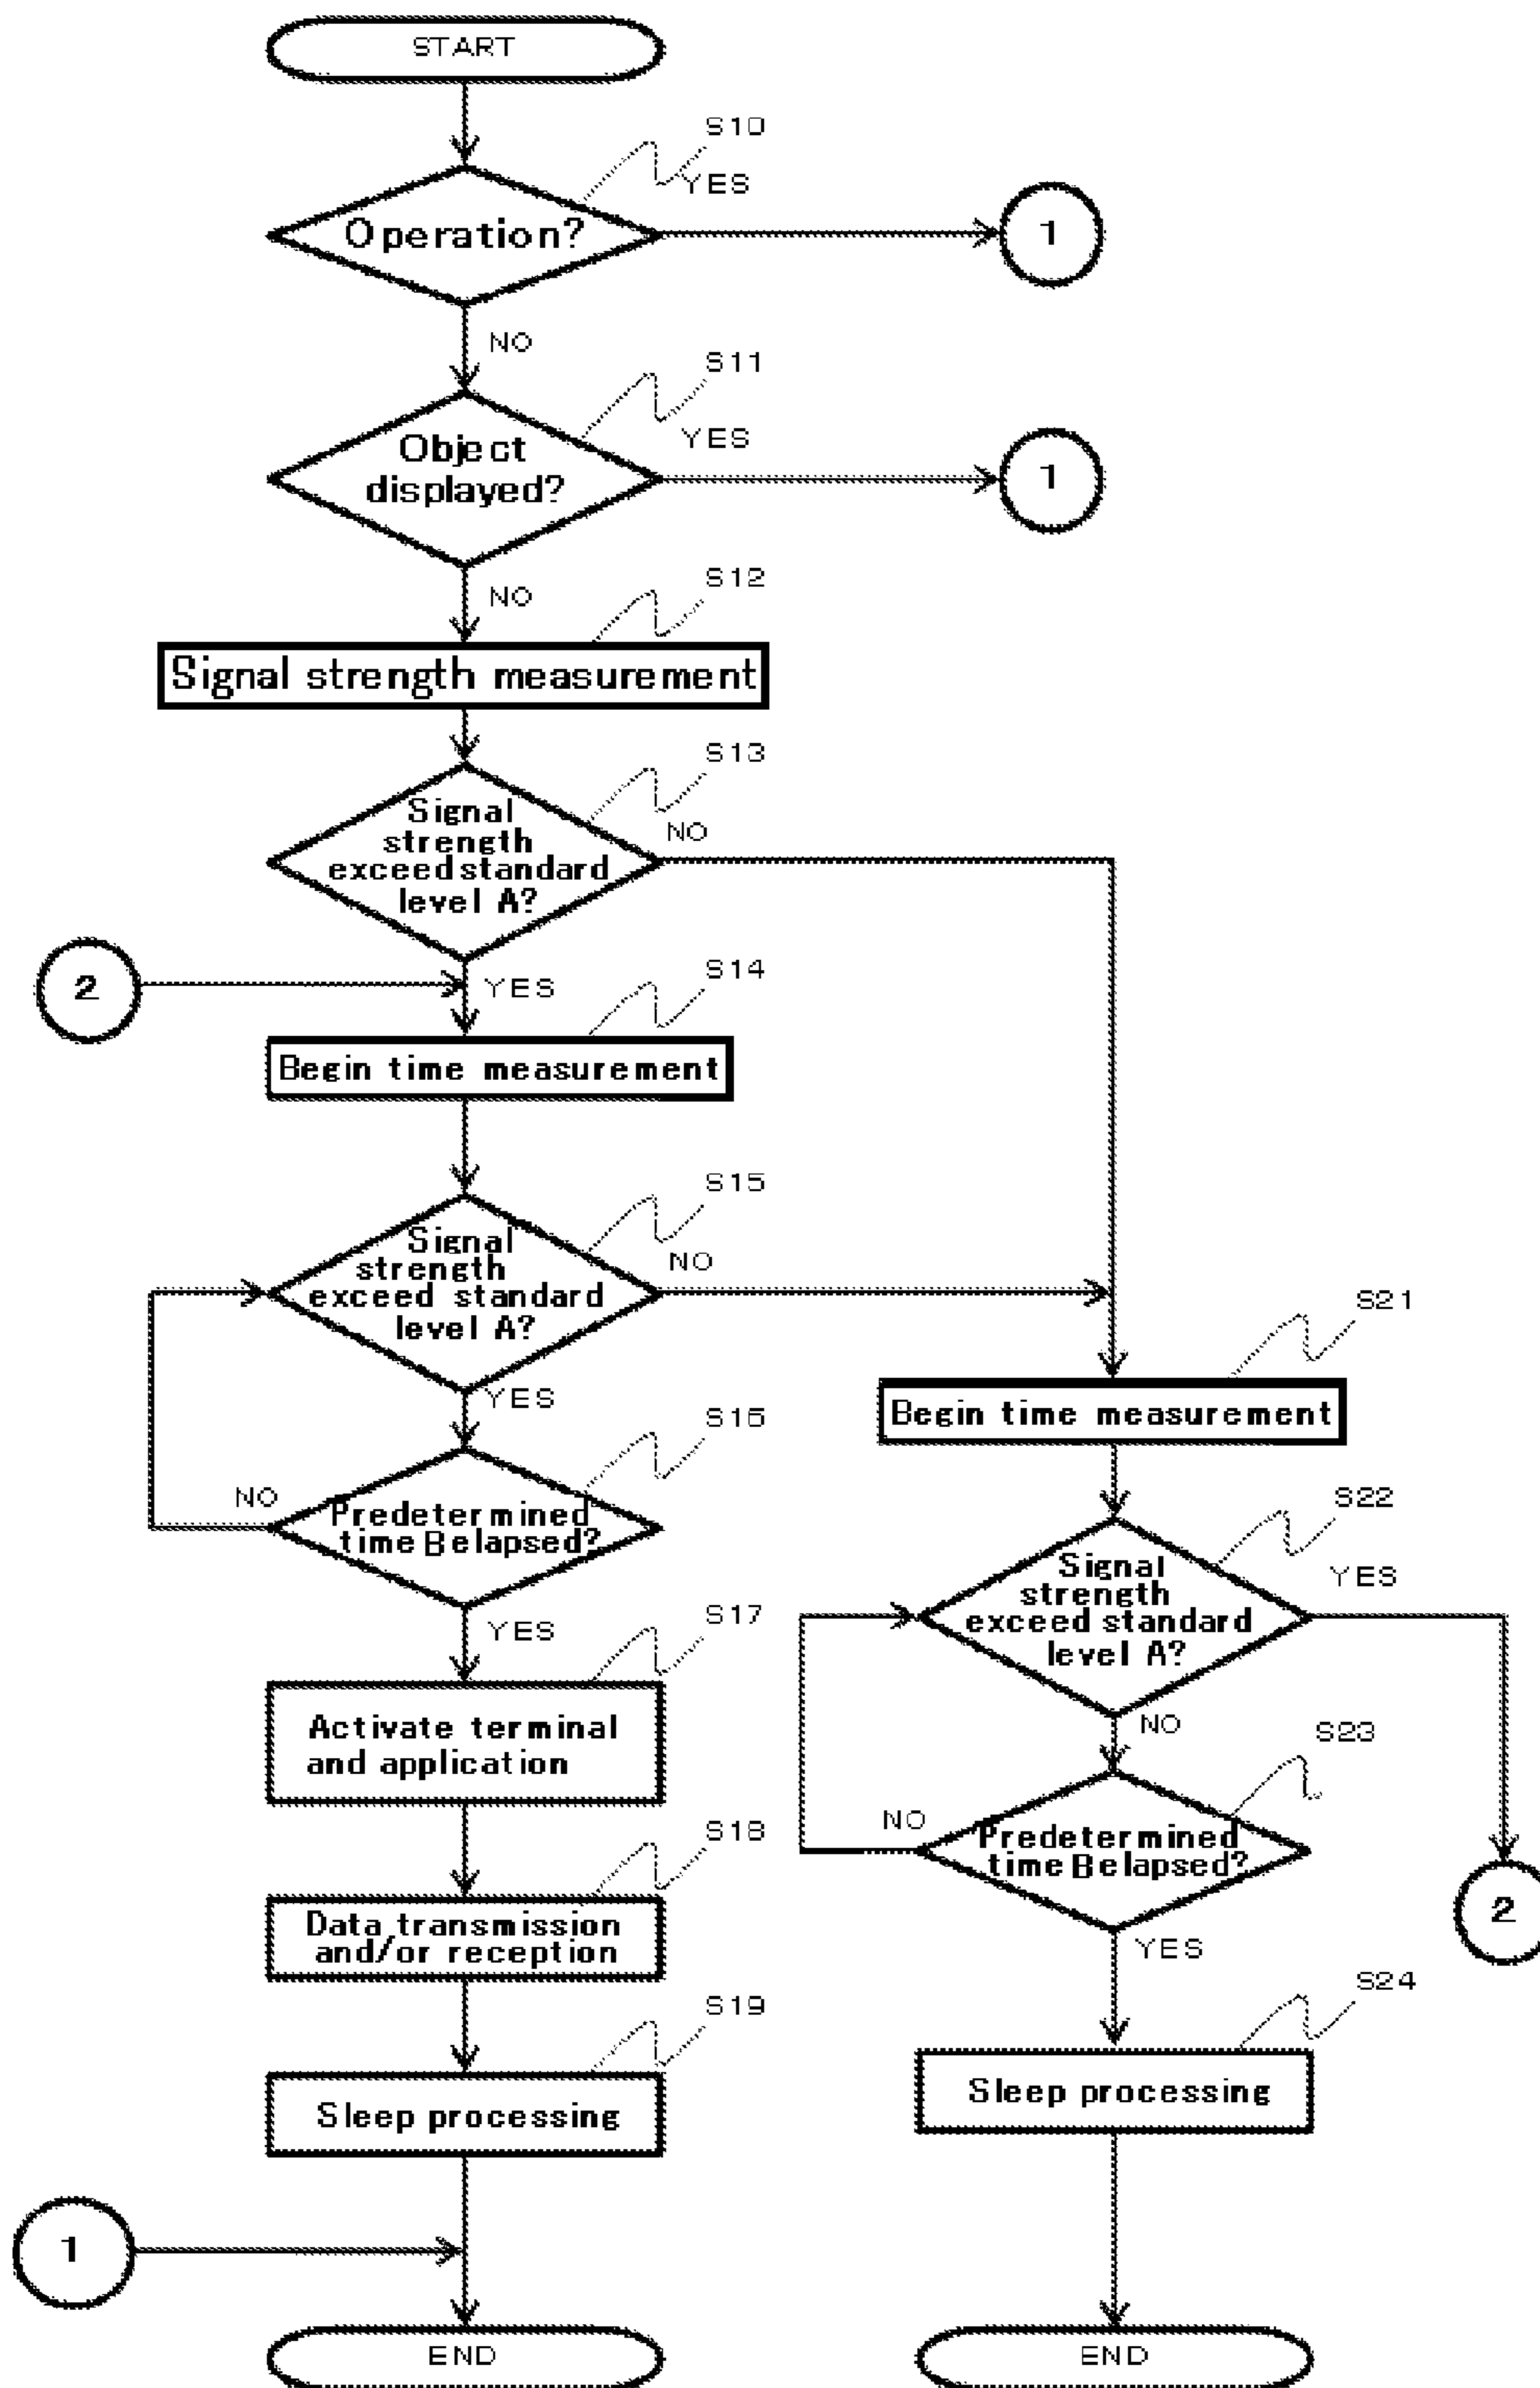 START
S10
YES
Operation?
1
NO
S11
YES
Object
displayed?
1
NO
S12
Signal strength measurement
S13
Signal
strength
exceed standard
level A?
NO
2
YES
S14
Begin time measurement
S15
Signal
strength
exceed standard
level A?
NO
YES
S16
Predetermined
time B elapsed?
NO
YES
S17
Activate terminal
and application
S18
Data transmission
and/or reception
S19
Sleep processing
1
END
S21
Begin time measurement
S22
Signal
strength
exceed standard
level A?
YES
NO
S23
Predetermined
time B elapsed?
NO
2
YES
S24
Sleep processing
END